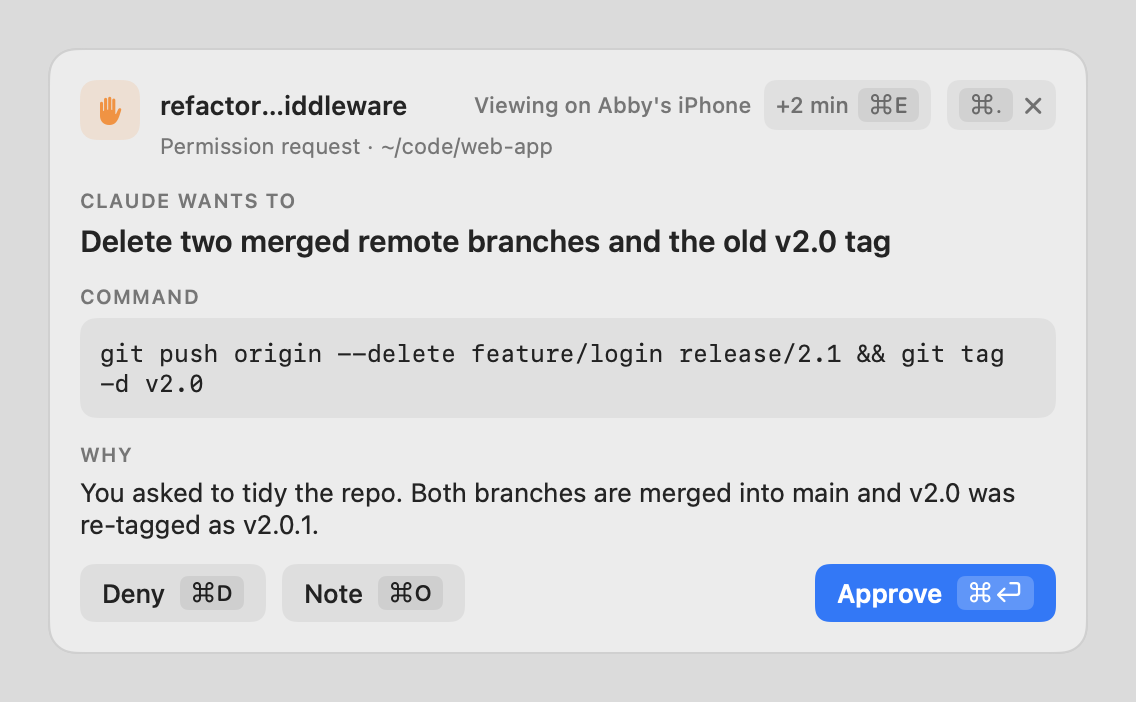 refactor...iddleware
Viewing on Abby's iPhone
+2 min ⌘E
⌘.
Permission request · ~/code/web-app
CLAUDE WANTS TO
Delete two merged remote branches and the old v2.0 tag
COMMAND
git push origin --delete feature/login release/2.1 && git tag
-d v2.0
WHY
You asked to tidy the repo. Both branches are merged into main and v2.0 was
re-tagged as v2.0.1.
Deny ⌘D
Note ⌘O
Approve ⌘↩